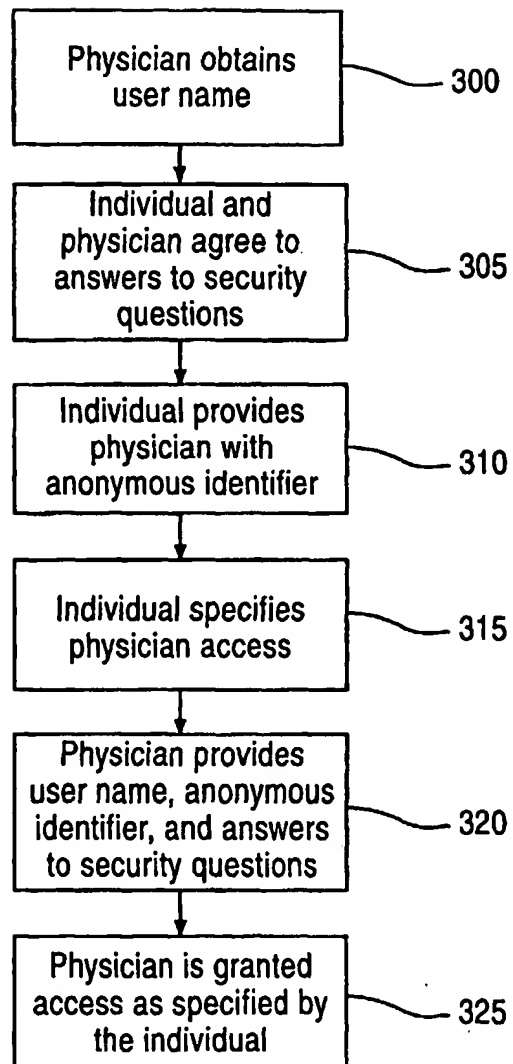 Physician obtains
user name
300
Individual and
physician agree to
answers to security
questions
305
Individual provides
physician with
anonymous identifier
310
Individual specifies
physician access
315
Physician provides
user name, anonymous
identifier, and answers
to security questions
320
Physician is granted
access as specified by
the individual
325